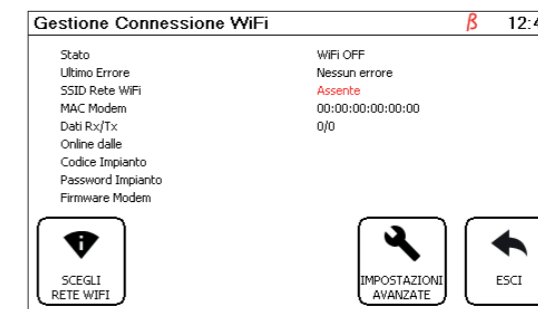 Gestione Connessione WiFi β 12:4
Stato WiFi OFF
Ultimo Errore Nessun errore
SSID Rete WiFi Assente
MAC Modem 00:00:00:00:00:00
Dati Rx/Tx 0/0
Online dalle
Codice Impianto
Password Impianto
Firmware Modem
SCEGLI
RETE WIFI
IMPOSTAZIONI
AVANZATE
ESCI